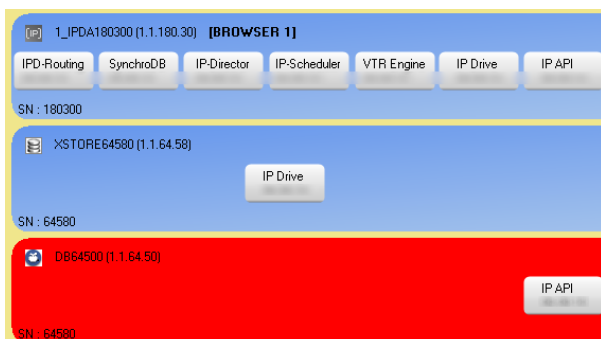 1_IPDA180300 (1.1.180.30) [BROWSER 1]
IPD-Routing SynchroDB IP-Director IP-Scheduler VTR Engine IP Drive IP API
SN : 180300
XSTORE64580 (1.1.64.58)
IP Drive
SN : 64580
DB64500 (1.1.64.50)
IP API
SN : 64580